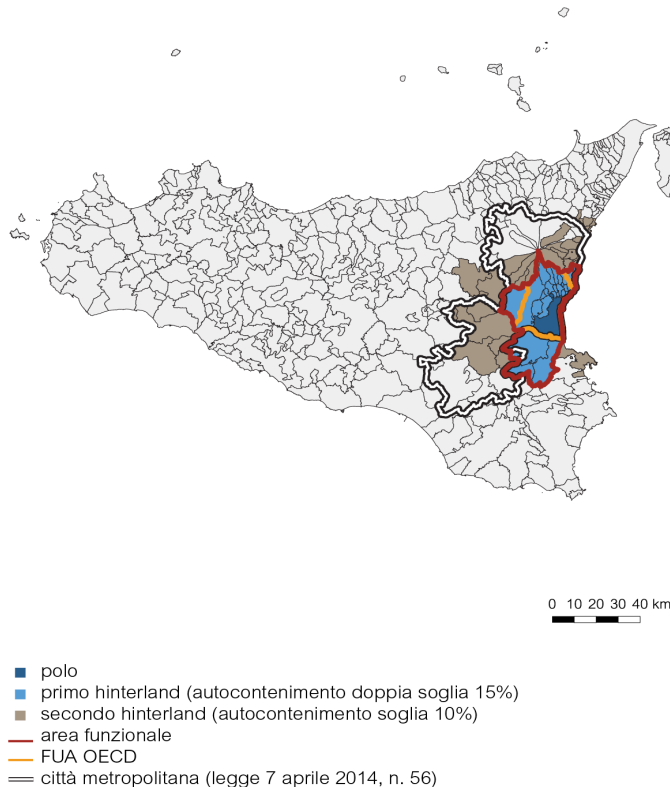 0 10 20 30 40 km
polo
primo hinterland (autocontenimento doppia soglia 15%)
secondo hinterland (autocontenimento soglia 10%)
area funzionale
FUA OECD
città metropolitana (legge 7 aprile 2014, n. 56)